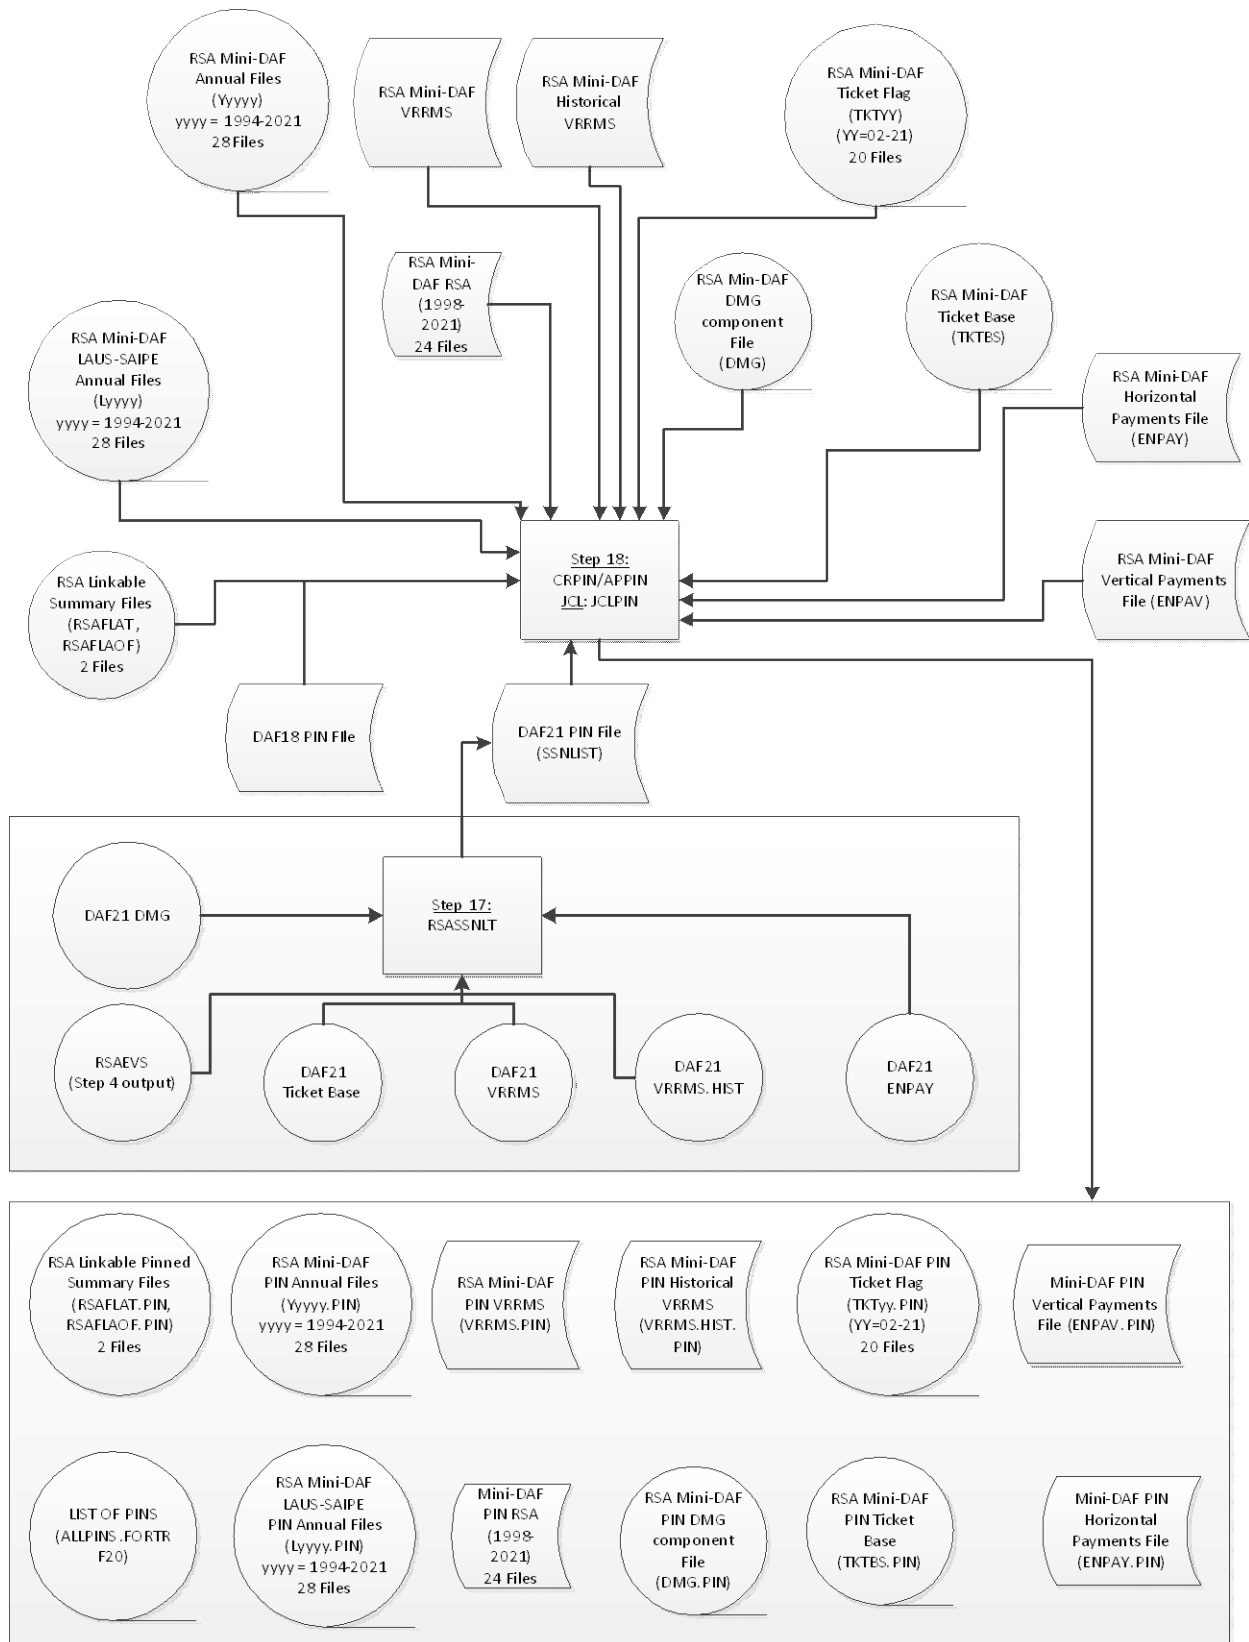 RSA Mini-DAF
Annual Files
(Yyyyy)
yyyy = 1994-2021
28 Files
RSA Mini-DAF
VRRMS
RSA Mini-DAF
Historical
VRRMS
RSA Mini-DAF
Ticket Flag
(TKTYY)
(YY=02-21)
20 Files
RSA Mini-
DAF RSA
(1998-
2021)
24 Files
RSA Min-DAF
DMG
component
File
(DMG)
RSA Mini-DAF
Ticket Base
(TKTBS)
RSA Mini-DAF
LAUS-SAIPE
Annual Files
(Lyyyy)
yyyy = 1994-2021
28 Files
RSA Mini-DAF
Horizontal
Payments File
(ENPAY)
Step 18:
CRPIN/APPIN
JCL: JCLPIN
RSA Linkable
Summary Files
(RSAFLAT,
RSAFLAOF)
2 Files
RSA Mini-DAF
Vertical Payments
File (ENPAV)
DAF18 PIN FIle
DAF21 PIN File
(SSNLIST)
DAF21 DMG
Step 17:
RSASSNLT
RSAEVS
(Step 4 output)
DAF21
Ticket Base
DAF21
VRRMS
DAF21
VRRMS.HIST
DAF21
ENPAY
RSA Linkable Pinned
Summary Files
(RSAFLAT.PIN,
RSAFLAOF.PIN)
2 Files
RSA Mini-DAF
PIN Annual Files
(Yyyyy.PIN)
yyyy = 1994-2021
28 Files
RSA Mini-DAF
PIN VRRMS
(VRRMS.PIN)
RSA Mini-DAF
PIN Historical
VRRMS
(VRRMS.HIST.
PIN)
RSA Mini-DAF PIN
Ticket Flag
(TKTyy.PIN)
(YY=02-21)
20 Files
Mini-DAF PIN
Vertical Payments
File (ENPAV.PIN)
LIST OF PINS
(ALLPINS.FORTR
F20)
RSA Mini-DAF
LAUS-SAIPE
PIN Annual Files
(Lyyyy.PIN)
yyyy = 1994-2021
28 Files
Mini-DAF
PIN RSA
(1998-
2021)
24 Files
RSA Mini-DAF
PIN DMG
component
File
(DMG.PIN)
RSA Mini-DAF
PIN Ticket
Base
(TKTBS.PIN)
Mini-DAF PIN
Horizontal
Payments File
(ENPAY.PIN)